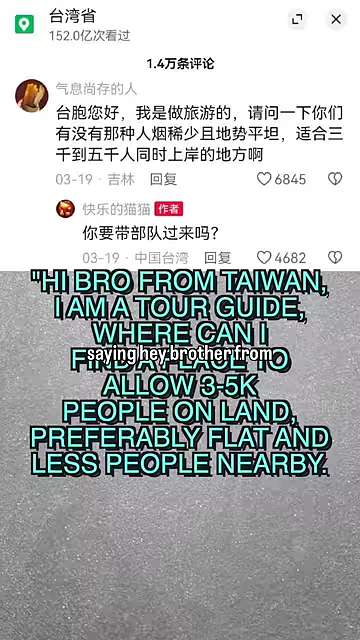 台湾省
152.0亿次看过
1.4万条评论
气息尚存的人
台胞您好，我是做旅游的，请问一下你们
有没有那种人烟稀少且地势平坦，适合三
千到五千人同时上岸的地方啊
03-19 · 吉林 回复 6845
快乐的猫猫 作者
你要带部队过来吗？
03-19 · 中国台湾 回复 4682
"HI BRO FROM TAIWAN,
I AM A TOUR GUIDE,
WHERE CAN I
FIND A PLACE TO
saying hey brother from
ALLOW 3-5K
PEOPLE ON LAND,
PREFERABLY FLAT AND
LESS PEOPLE NEARBY.